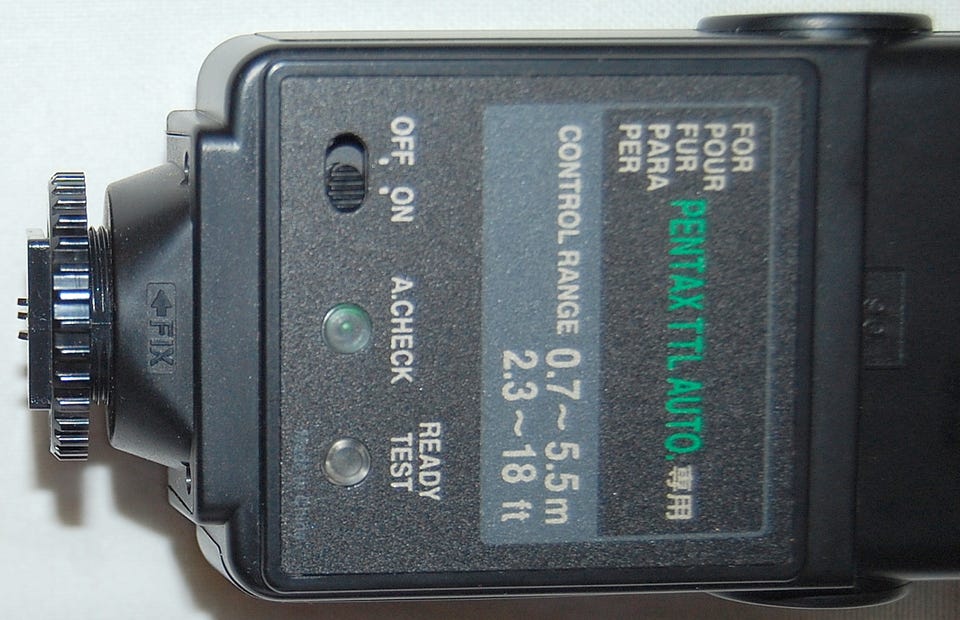 FOR
POUR
FUR
PARA
PER
PENTAX TTL AUTO.専用
CONTROL RANGE 0.7～5.5m
2.3～18 ft
OFF ON
A.CHECK
READY
TEST
⇦FIX